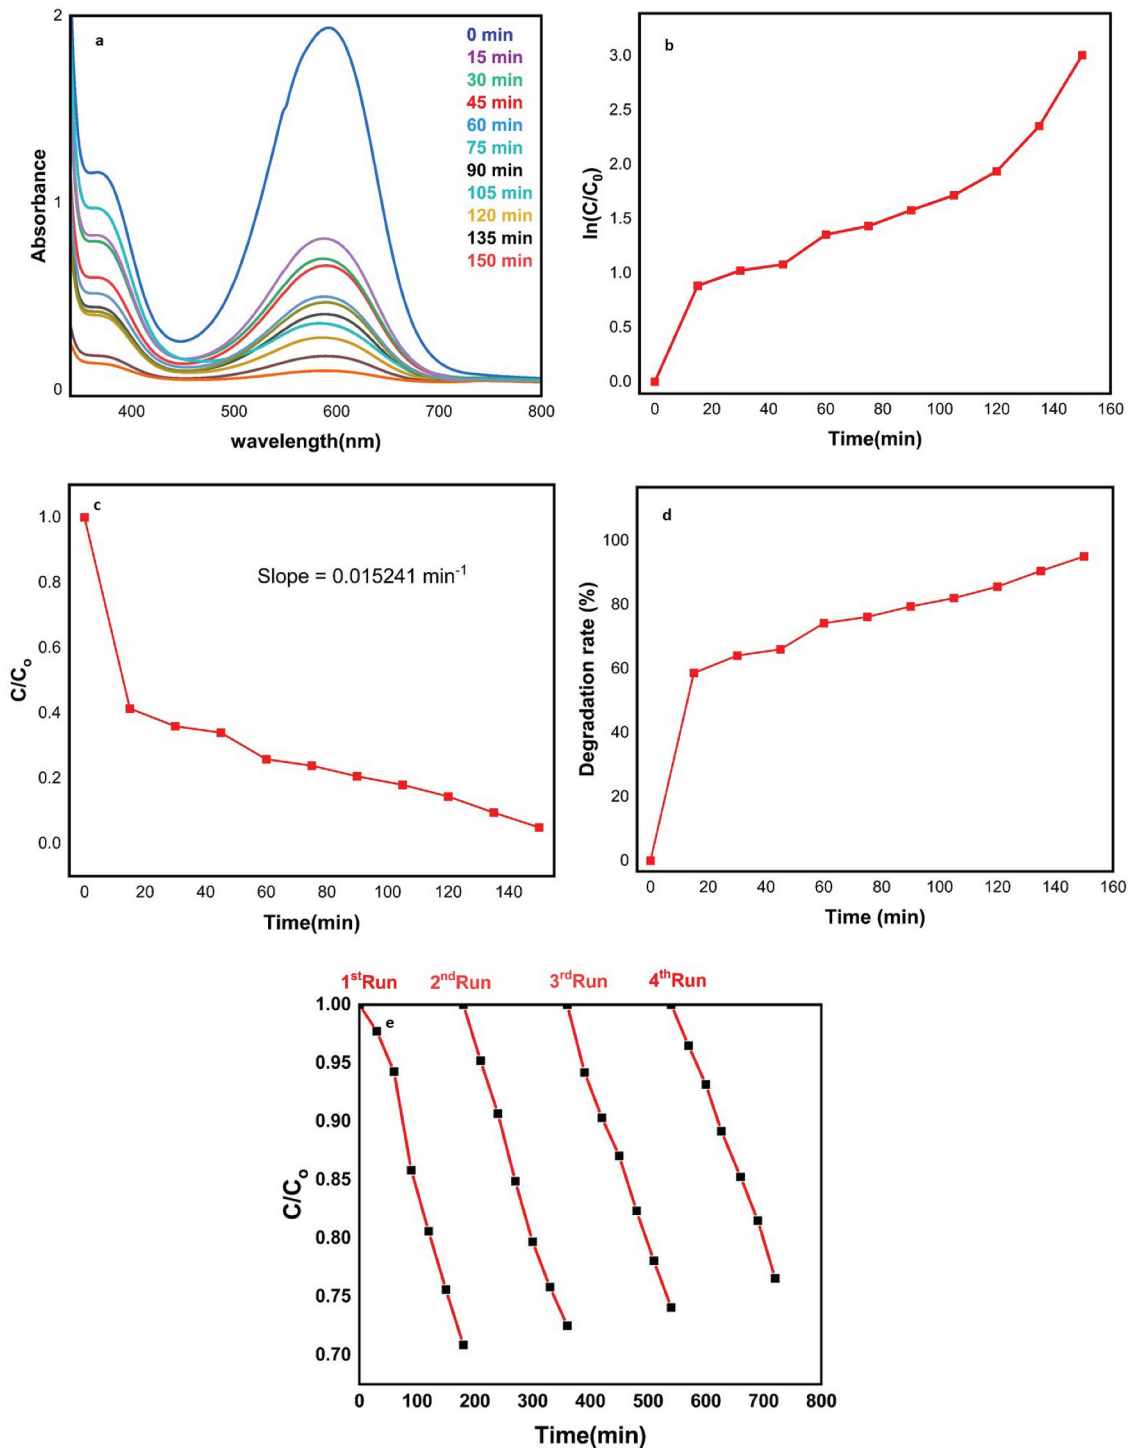 a
0 min
15 min
30 min
45 min
60 min
75 min
90 min
105 min
120 min
135 min
150 min
2
1
0
Absorbance
400 500 600 700 800
wavelength(nm)
b
3.0
2.5
2.0
1.5
1.0
0.5
0.0
ln(C/C₀)
0 20 40 60 80 100 120 140 160
Time(min)
c
Slope = 0.015241 min⁻¹
1.0
0.8
0.6
0.4
0.2
0.0
C/Cₒ
0 20 40 60 80 100 120 140
Time(min)
d
100
80
60
40
20
0
Degradation rate (%)
0 20 40 60 80 100 120 140 160
Time (min)
1ˢᵗRun 2ⁿᵈRun 3ʳᵈRun 4ᵗʰRun
e
1.00
0.95
0.90
0.85
0.80
0.75
0.70
C/Cₒ
0 100 200 300 400 500 600 700 800
Time(min)